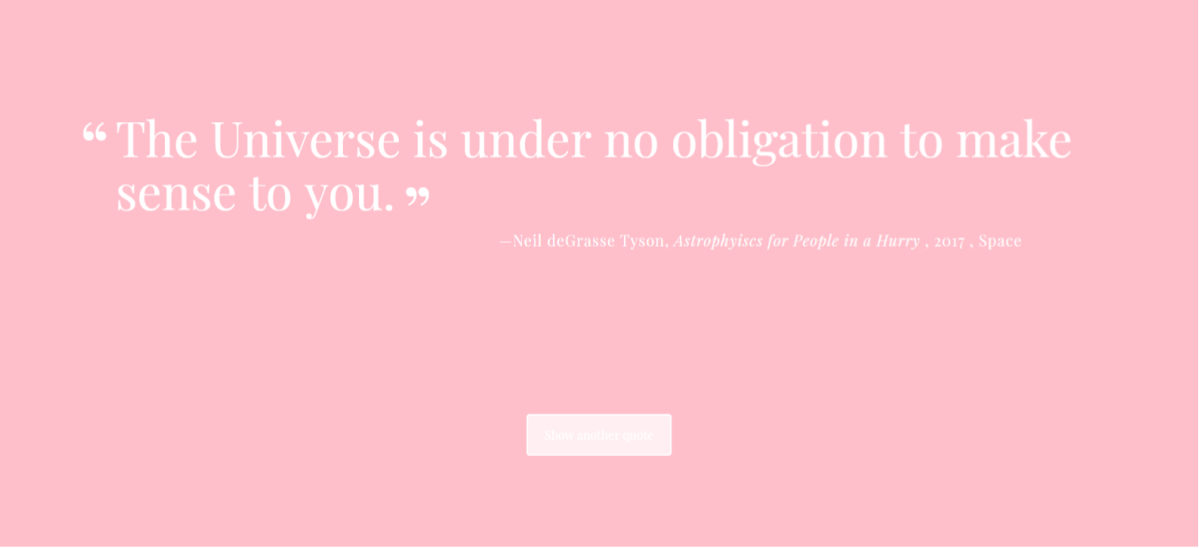 “ The Universe is under no obligation to make
sense to you. ”
—Neil deGrasse Tyson, Astrophyiscs for People in a Hurry , 2017 , Space
Show another quote